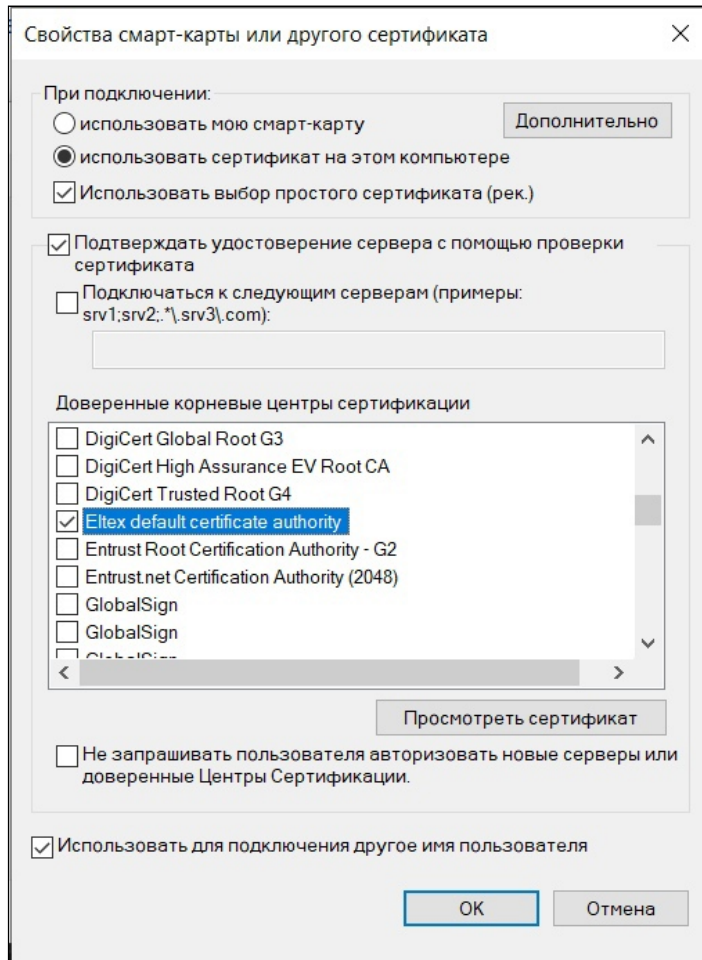 Свойства смарт-карты или другого сертификата
При подключении:
использовать мою смарт-карту
Дополнительно
использовать сертификат на этом компьютере
Использовать выбор простого сертификата (рек.)
Подтверждать удостоверение сервера с помощью проверки
сертификата
Подключаться к следующим серверам (примеры:
srv1;srv2;.*\.srv3\.com):
Доверенные корневые центры сертификации
DigiCert Global Root G3
DigiCert High Assurance EV Root CA
DigiCert Trusted Root G4
Eltex default certificate authority
Entrust Root Certification Authority - G2
Entrust.net Certification Authority (2048)
GlobalSign
GlobalSign
GlobalSign
Просмотреть сертификат
Не запрашивать пользователя авторизовать новые серверы или
доверенные Центры Сертификации.
Использовать для подключения другое имя пользователя
ОК
Отмена